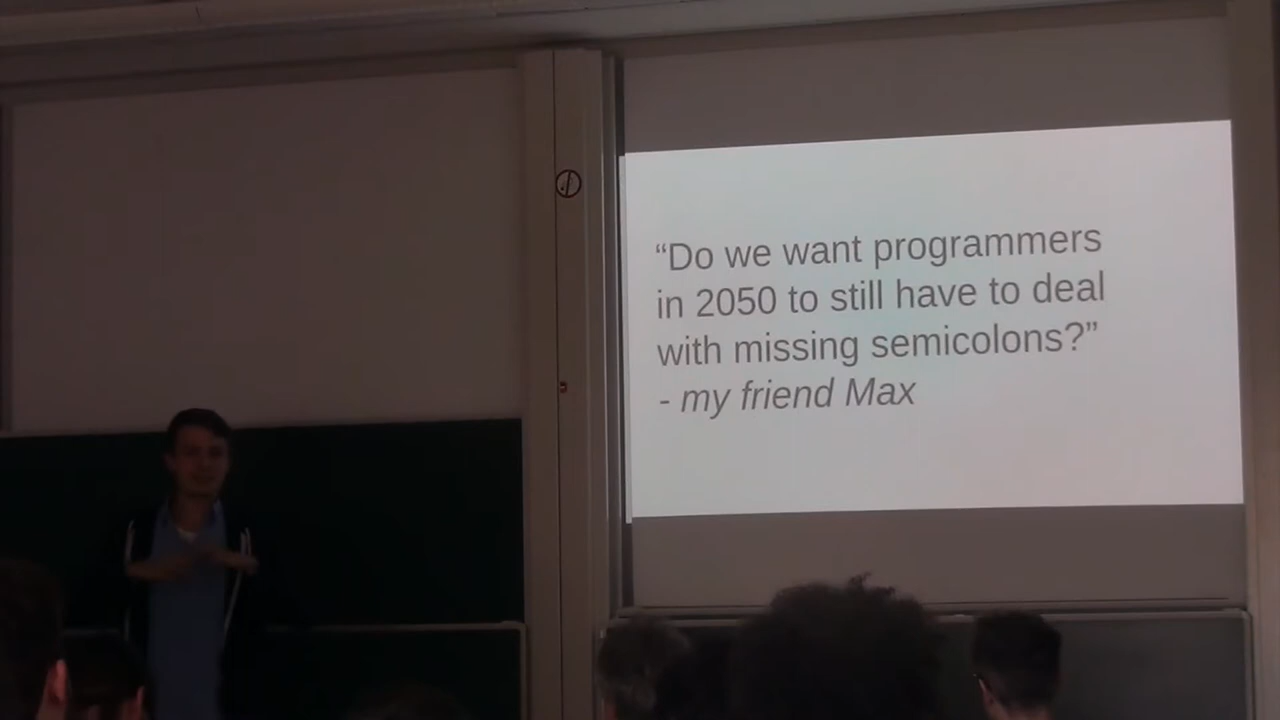 “Do we want programmers
in 2050 to still have to deal
with missing semicolons?”
- my friend Max